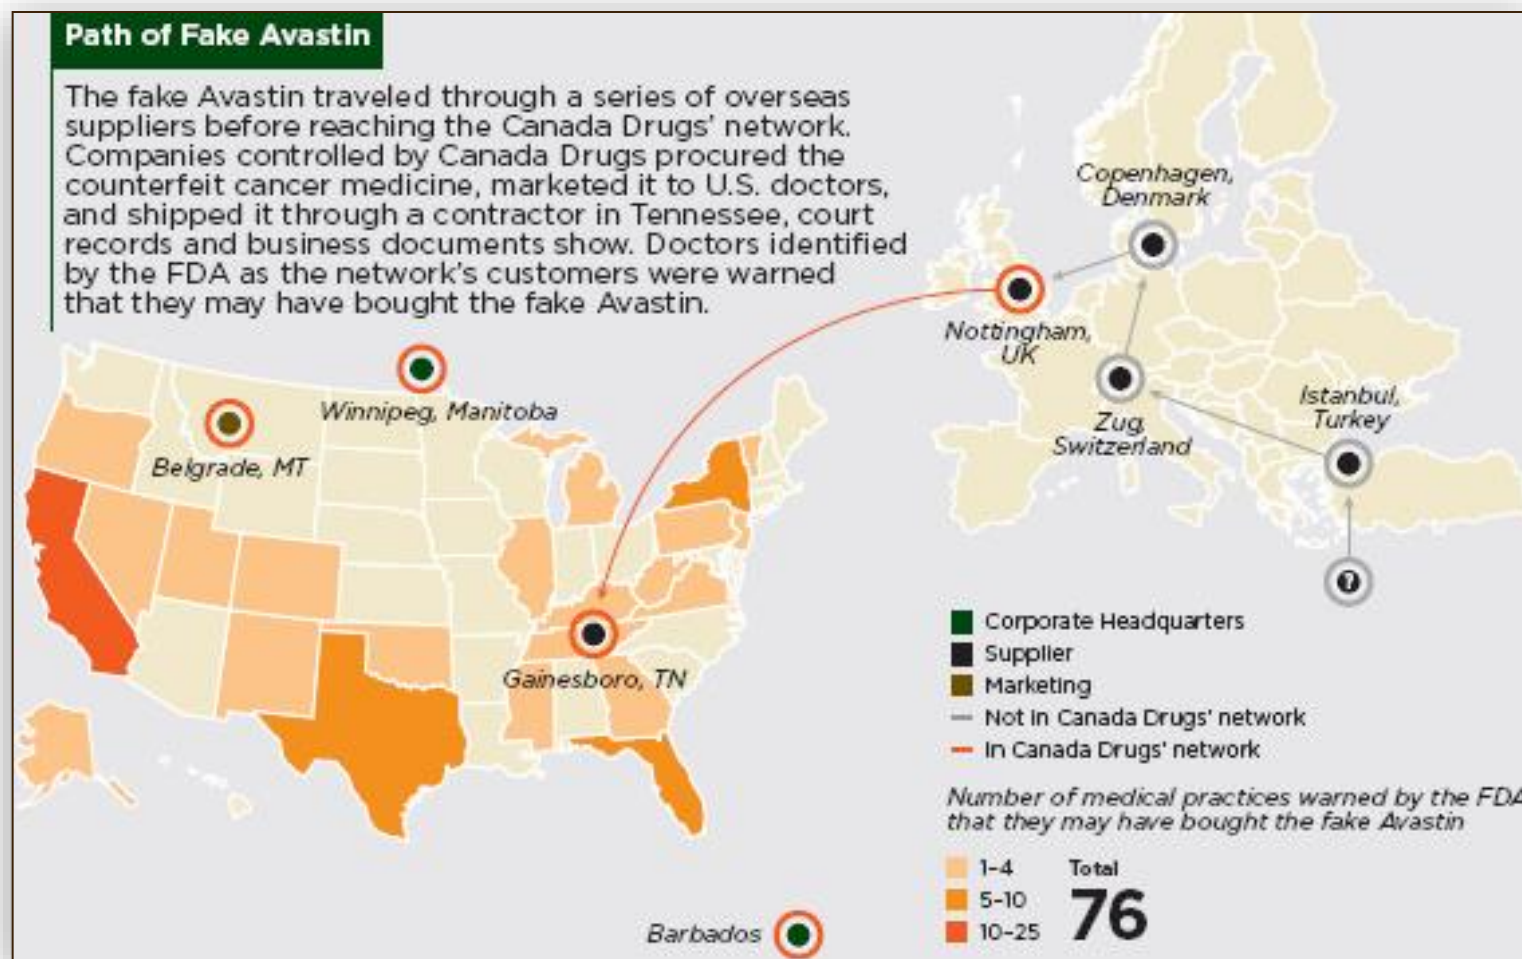 Path of Fake Avastin
The fake Avastin traveled through a series of overseas
suppliers before reaching the Canada Drugs' network.
Companies controlled by Canada Drugs procured the
counterfeit cancer medicine, marketed it to U.S. doctors,
and shipped it through a contractor in Tennessee, court
records and business documents show. Doctors identified
by the FDA as the network's customers were warned
that they may have bought the fake Avastin.
Copenhagen,
Denmark
Nottingham,
UK
Zug,
Switzerland
Istanbul,
Turkey
?
Winnipeg, Manitoba
Belgrade, MT
Gainesboro, TN
Barbados
Corporate Headquarters
Supplier
Marketing
Not in Canada Drugs' network
In Canada Drugs' network
Number of medical practices warned by the FDA
that they may have bought the fake Avastin
1–4
5–10
10–25
Total
76